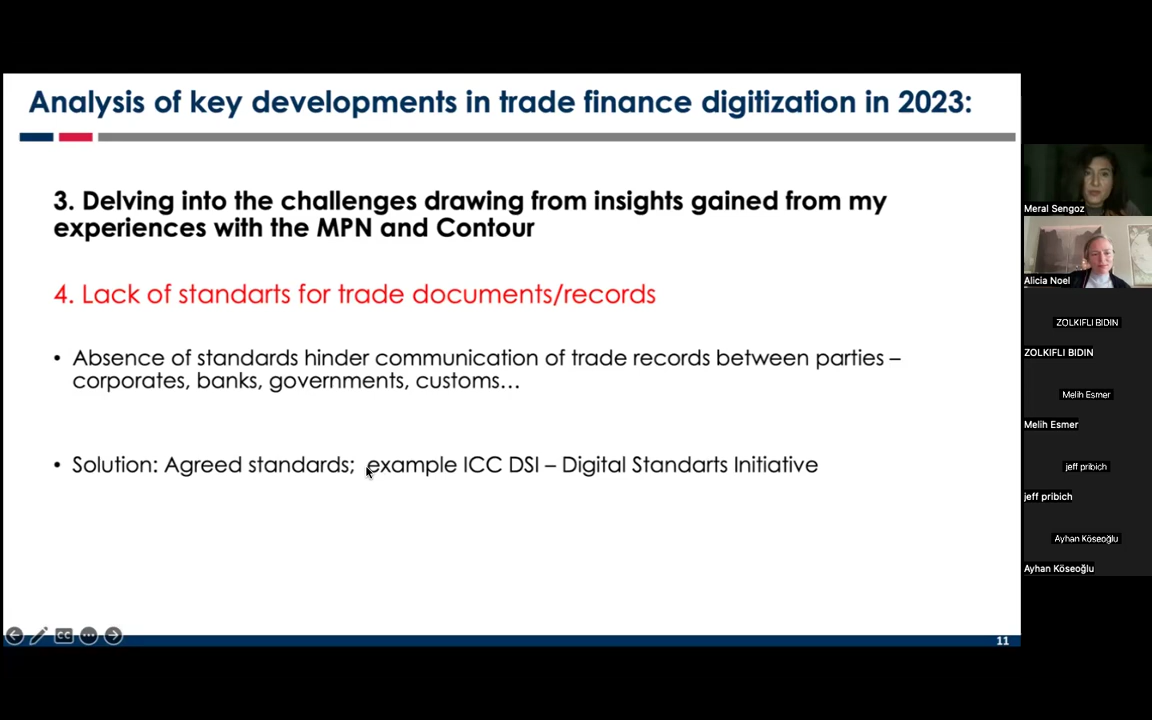 Analysis of key developments in trade finance digitization in 2023:
3. Delving into the challenges drawing from insights gained from my
experiences with the MPN and Contour
4. Lack of standarts for trade documents/records
• Absence of standards hinder communication of trade records between parties –
corporates, banks, governments, customs…
• Solution: Agreed standards;  example ICC DSI – Digital Standarts Initiative
CC
11
Meral Sengoz
Alicia Noel
ZOLKIFLI BIDIN
ZOLKIFLI BIDIN
Melih Esmer
Melih Esmer
jeff pribich
jeff pribich
Ayhan Köseoğlu
Ayhan Köseoğlu